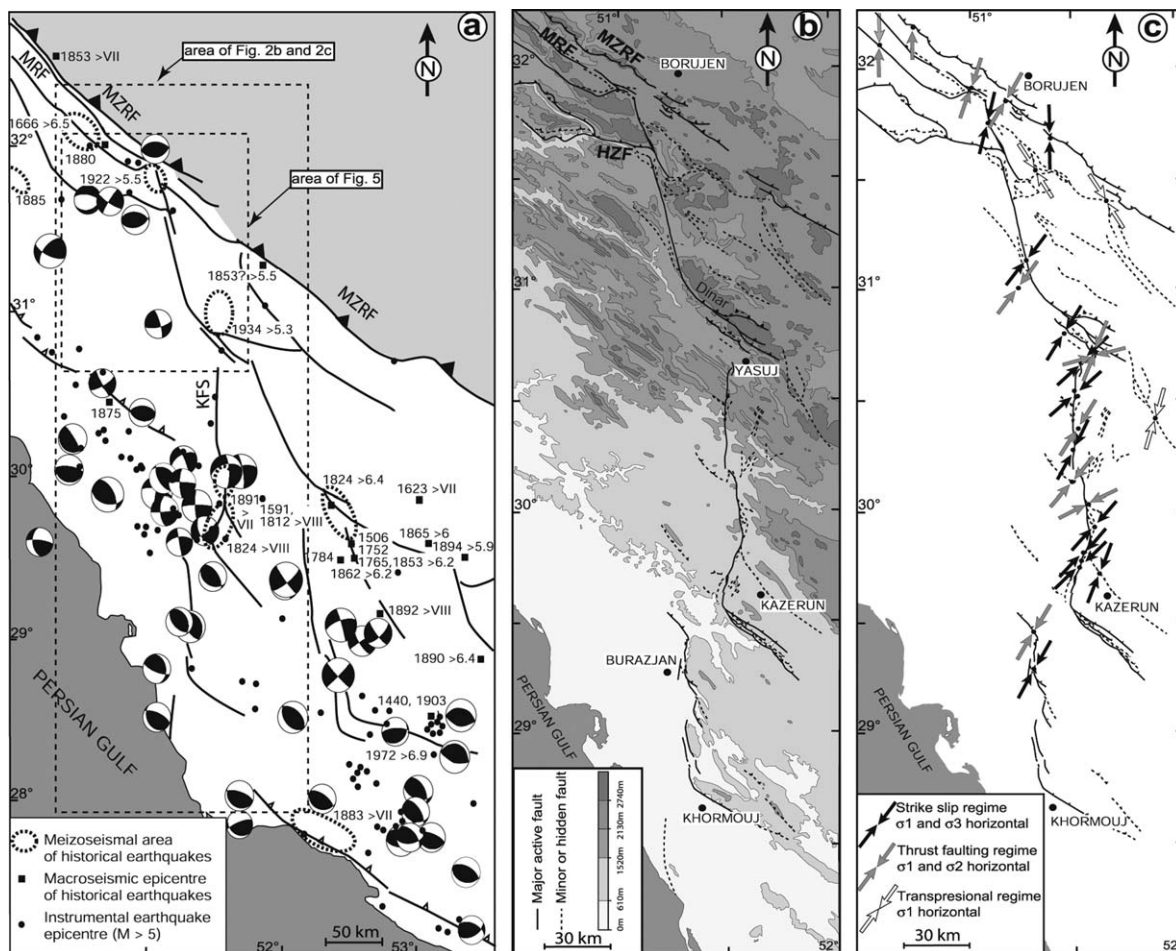 a
1853 >VII
area of Fig. 2b and 2c
N
MRF
MZRF
1666 >6.5
32°
1880
1922 >5.5
area of Fig. 5
1885
1853? >5.5
31°
MZRF
1934 >5.3
KFS
1875
30°
1824 >6.4
1623 >VII
1891
>
VII
1591,
1812 >VIII
1506
1752
1865 >6
1824 >VIII
1784
1765, 1853 >6.2
1894 >5.9
1862 >6.2
1892 >VIII
29°
1890 >6.4
PERSIAN GULF
1440, 1903
1972 >6.9
28°
1883 >VII
Meizoseismal area
of historical earthquakes
Macroseismic epicentre
of historical earthquakes
Instrumental earthquake
epicentre (M > 5)
52°
50 km
53°
51°
b
N
MRF
MZRF
32°
BORUJEN
HZF
31°
Dinar
YASUJ
30°
KAZERUN
BURAZJAN
29°
PERSIAN GULF
KHORMOUJ
Major active fault
Minor or hidden fault
0m
610m
1520m
2130m
2740m
30 km
52°
51°
c
N
32°
BORUJEN
31°
30°
KAZERUN
29°
PERSIAN GULF
KHORMOUJ
Strike slip regime
σ1 and σ3 horizontal
Thrust faulting regime
σ1 and σ2 horizontal
Transpresional regime
σ1 horizontal
30 km
52°